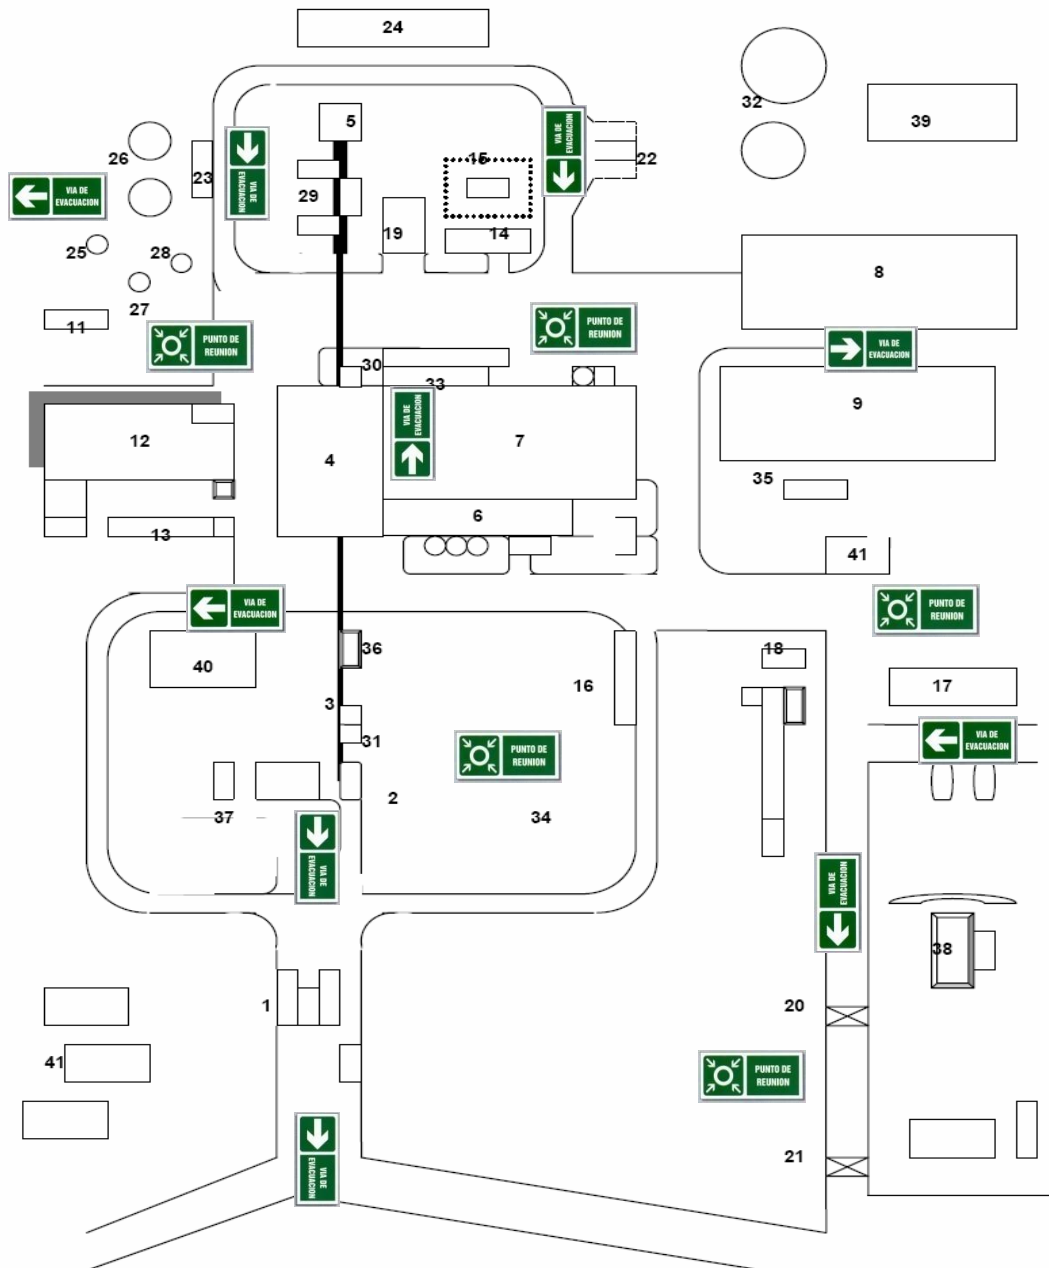 24
32
39
5
VIA DE
EVACUACION
26
23
VIA DE
EVACUACION
15
22
VIA DE
EVACUACION
29
19
14
25
28
8
27
11
PUNTO DE
REUNION
PUNTO DE
REUNION
VIA DE
EVACUACION
30
33
VIA DE
EVACUACION
9
12
4
7
35
6
13
41
VIA DE
EVACUACION
PUNTO DE
REUNION
36
18
40
16
17
3
31
PUNTO DE
REUNION
VIA DE
EVACUACION
2
37
34
VIA DE
EVACUACION
VIA DE
EVACUACION
38
1
20
41
PUNTO DE
REUNION
21
VIA DE
EVACUACION